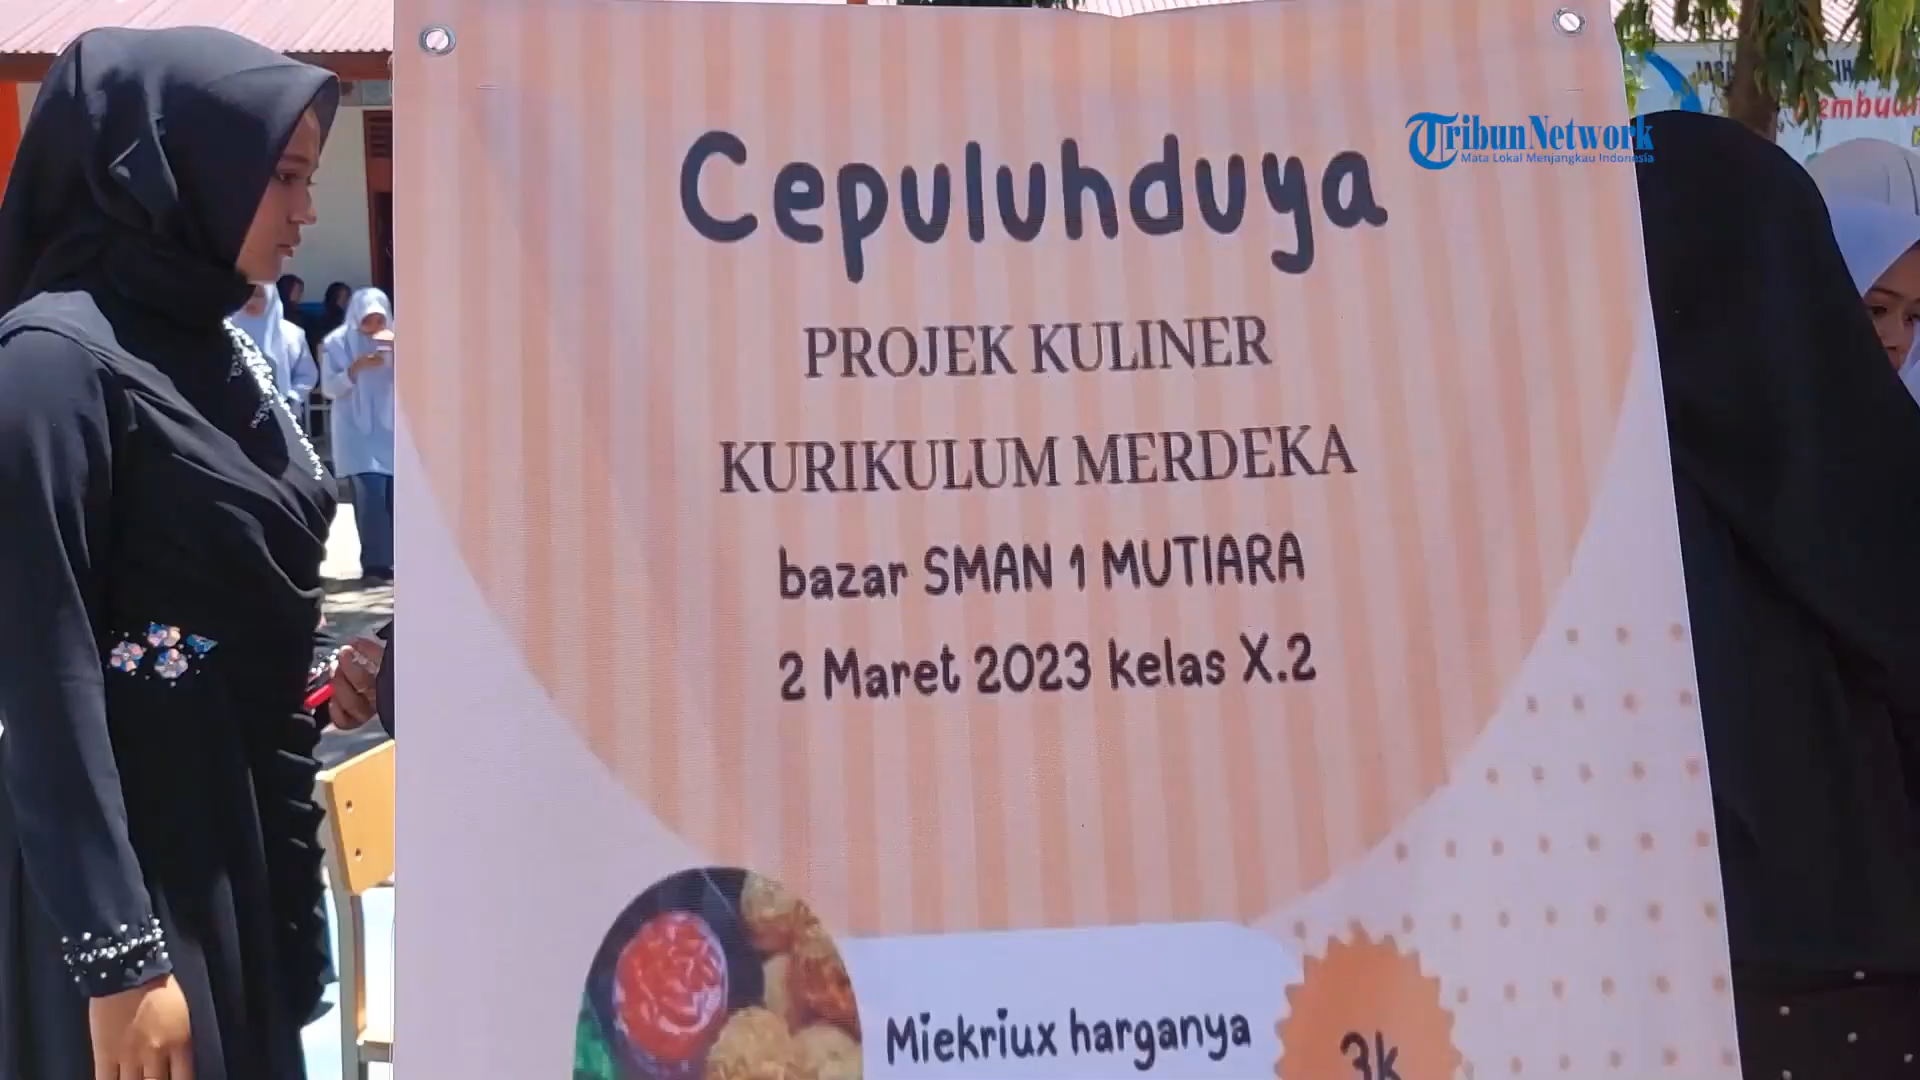 TribunNetwork
Mata Lokal Menjangkau Indonesia
Cepuluhduya
PROJEK KULINER
KURIKULUM MERDEKA
bazar SMAN 1 MUTIARA
2 Maret 2023 kelas X.2
Miekriux harganya
3k